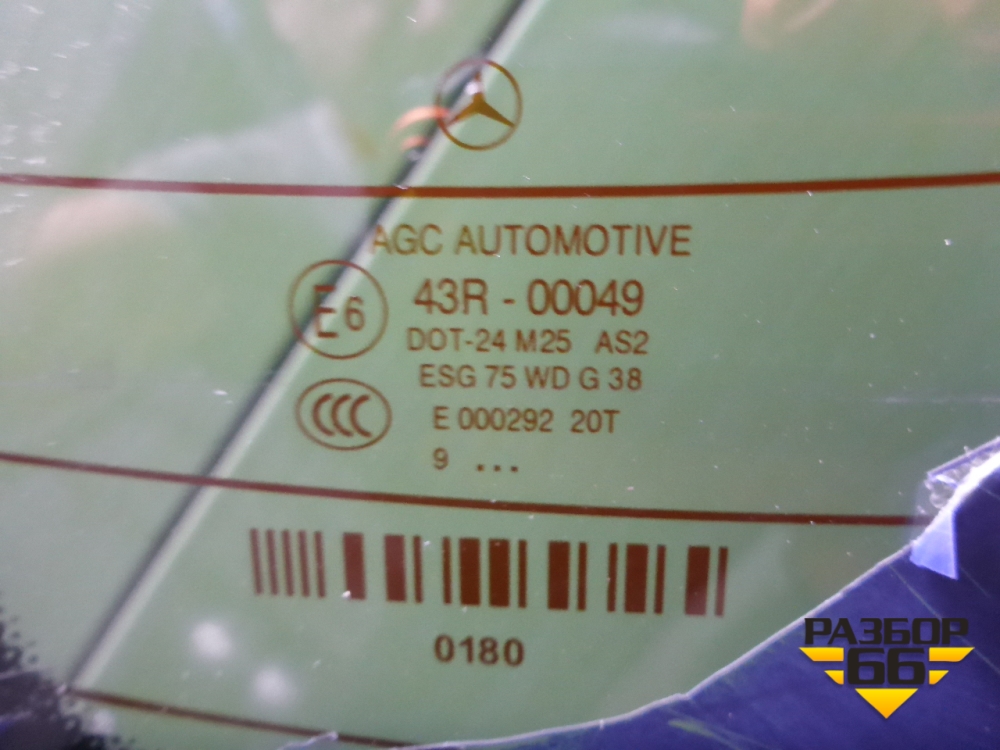 AGC AUTOMOTIVE
E6
43R - 00049
DOT-24 M25 AS2
ESG 75 WD G 38
CCC
E 000292 20T
9 ...
0180
РАЗБОР
66